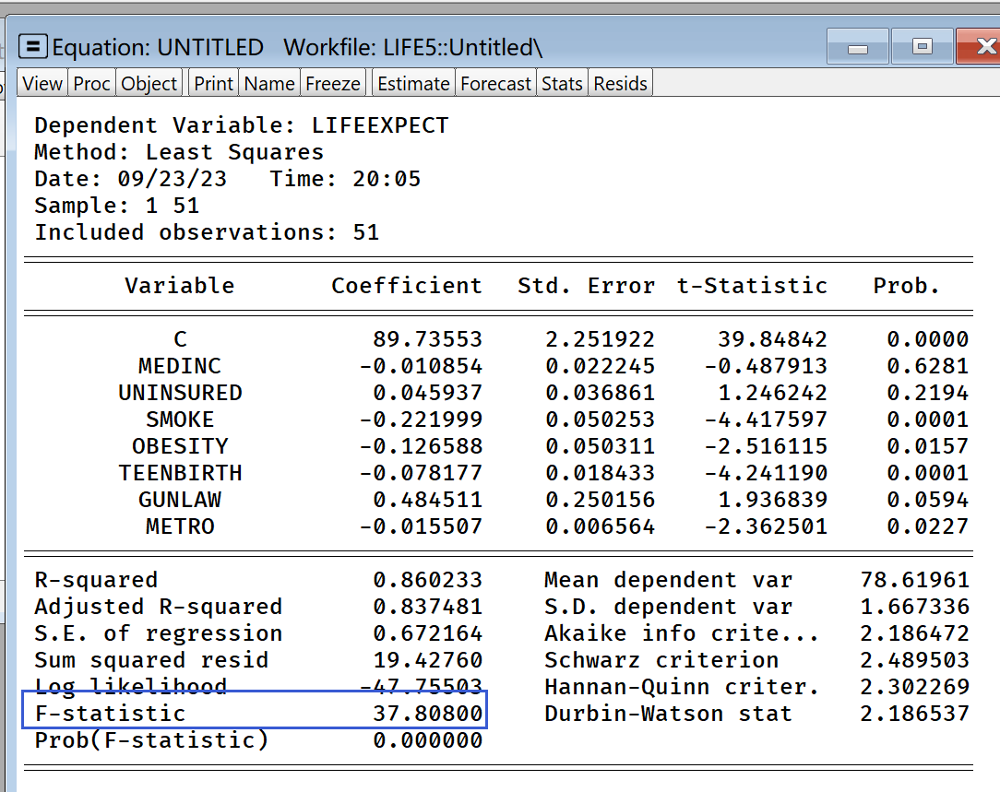 Equation: UNTITLED   Workfile: LIFE5::Untitled\
View Proc Object Print Name Freeze Estimate Forecast Stats Resids
Dependent Variable: LIFEEXPECT
Method: Least Squares
Date: 09/23/23   Time: 20:05
Sample: 1 51
Included observations: 51
Variable Coefficient Std. Error t-Statistic Prob.
C 89.73553 2.251922 39.84842 0.0000
MEDINC -0.010854 0.022245 -0.487913 0.6281
UNINSURED 0.045937 0.036861 1.246242 0.2194
SMOKE -0.221999 0.050253 -4.417597 0.0001
OBESITY -0.126588 0.050311 -2.516115 0.0157
TEENBIRTH -0.078177 0.018433 -4.241190 0.0001
GUNLAW 0.484511 0.250156 1.936839 0.0594
METRO -0.015507 0.006564 -2.362501 0.0227
R-squared 0.860233 Mean dependent var 78.61961
Adjusted R-squared 0.837481 S.D. dependent var 1.667336
S.E. of regression 0.672164 Akaike info crite... 2.186472
Sum squared resid 19.42760 Schwarz criterion 2.489503
Log likelihood -47.75503 Hannan-Quinn criter. 2.302269
F-statistic 37.80800 Durbin-Watson stat 2.186537
Prob(F-statistic) 0.000000